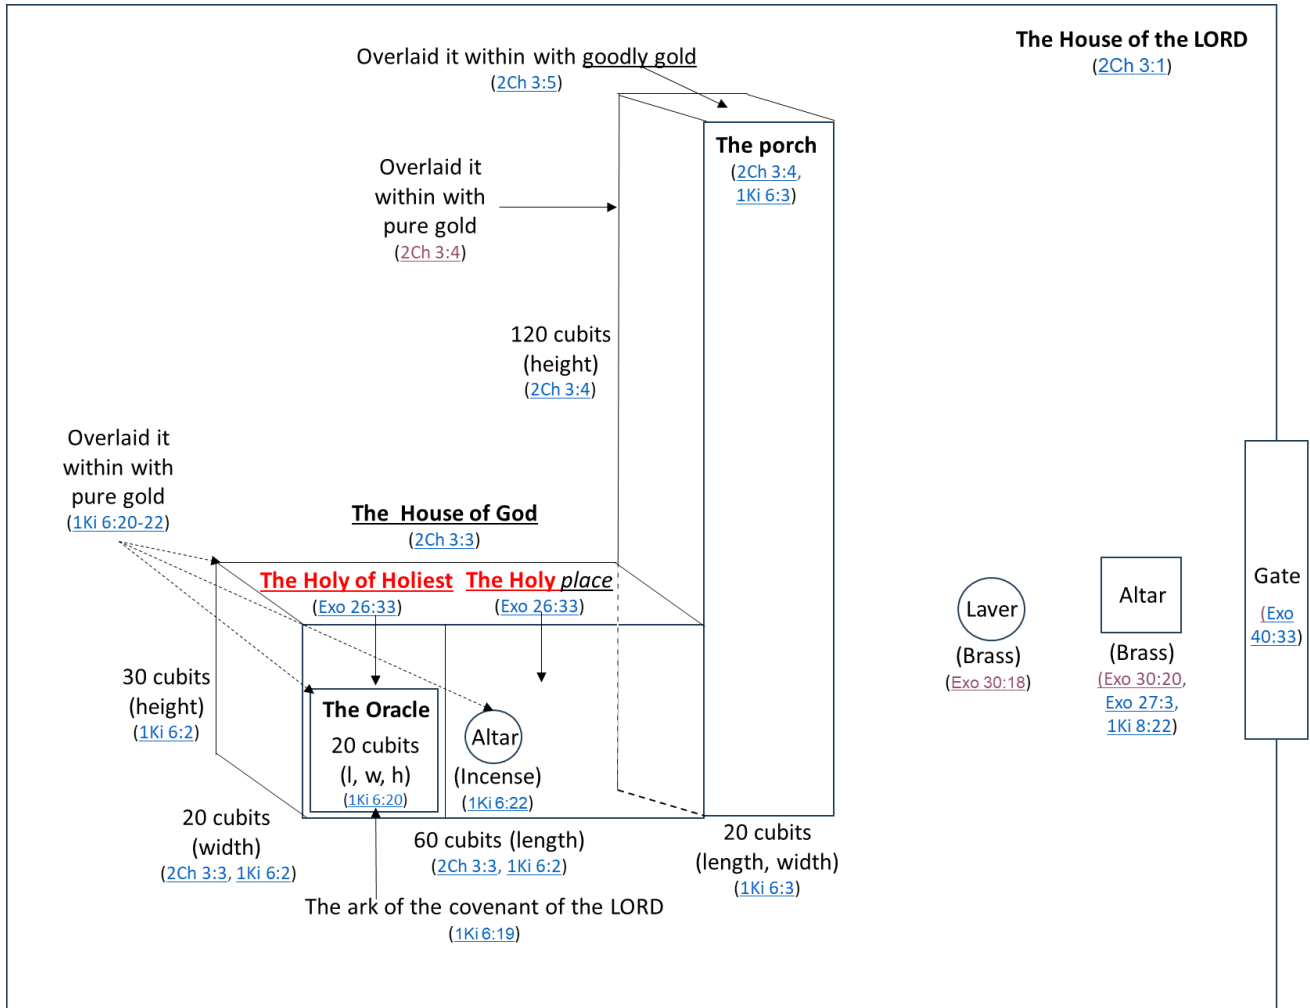 The House of the LORD
(2Ch 3:1)
Overlaid it within with goodly gold
(2Ch 3:5)
The porch
(2Ch 3:4,
1Ki 6:3)
Overlaid it
within with
pure gold
(2Ch 3:4)
120 cubits
(height)
(2Ch 3:4)
Overlaid it
within with
pure gold
(1Ki 6:20-22)
The House of God
(2Ch 3:3)
The Holy of Holiest
(Exo 26:33)
The Holy place
(Exo 26:33)
30 cubits
(height)
(1Ki 6:2)
The Oracle
20 cubits
(l, w, h)
(1Ki 6:20)
Altar
(Incense)
(1Ki 6:22)
20 cubits
(width)
(2Ch 3:3, 1Ki 6:2)
60 cubits (length)
(2Ch 3:3, 1Ki 6:2)
The ark of the covenant of the LORD
(1Ki 6:19)
20 cubits
(length, width)
(1Ki 6:3)
Laver
(Brass)
(Exo 30:18)
Altar
(Brass)
(Exo 30:20,
Exo 27:3,
1Ki 8:22)
Gate
(Exo
40:33)